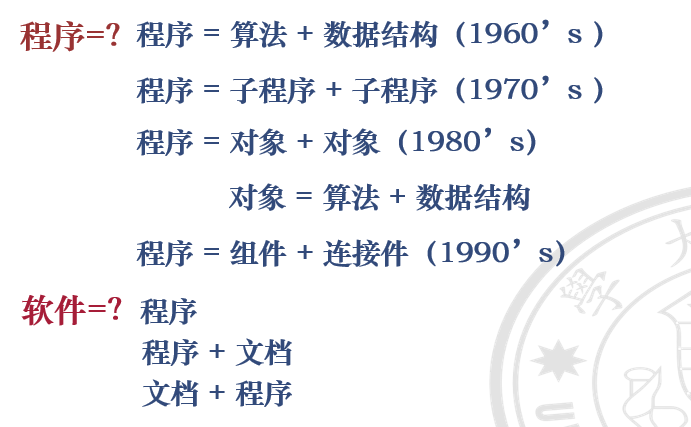 程序=? 程序 = 算法 + 数据结构（1960’s）
程序 = 子程序 + 子程序（1970’s）
程序 = 对象 + 对象（1980’s）
对象 = 算法 + 数据结构
程序 = 组件 + 连接件（1990’s）
软件=? 程序
程序 + 文档
文档 + 程序
學 大
U